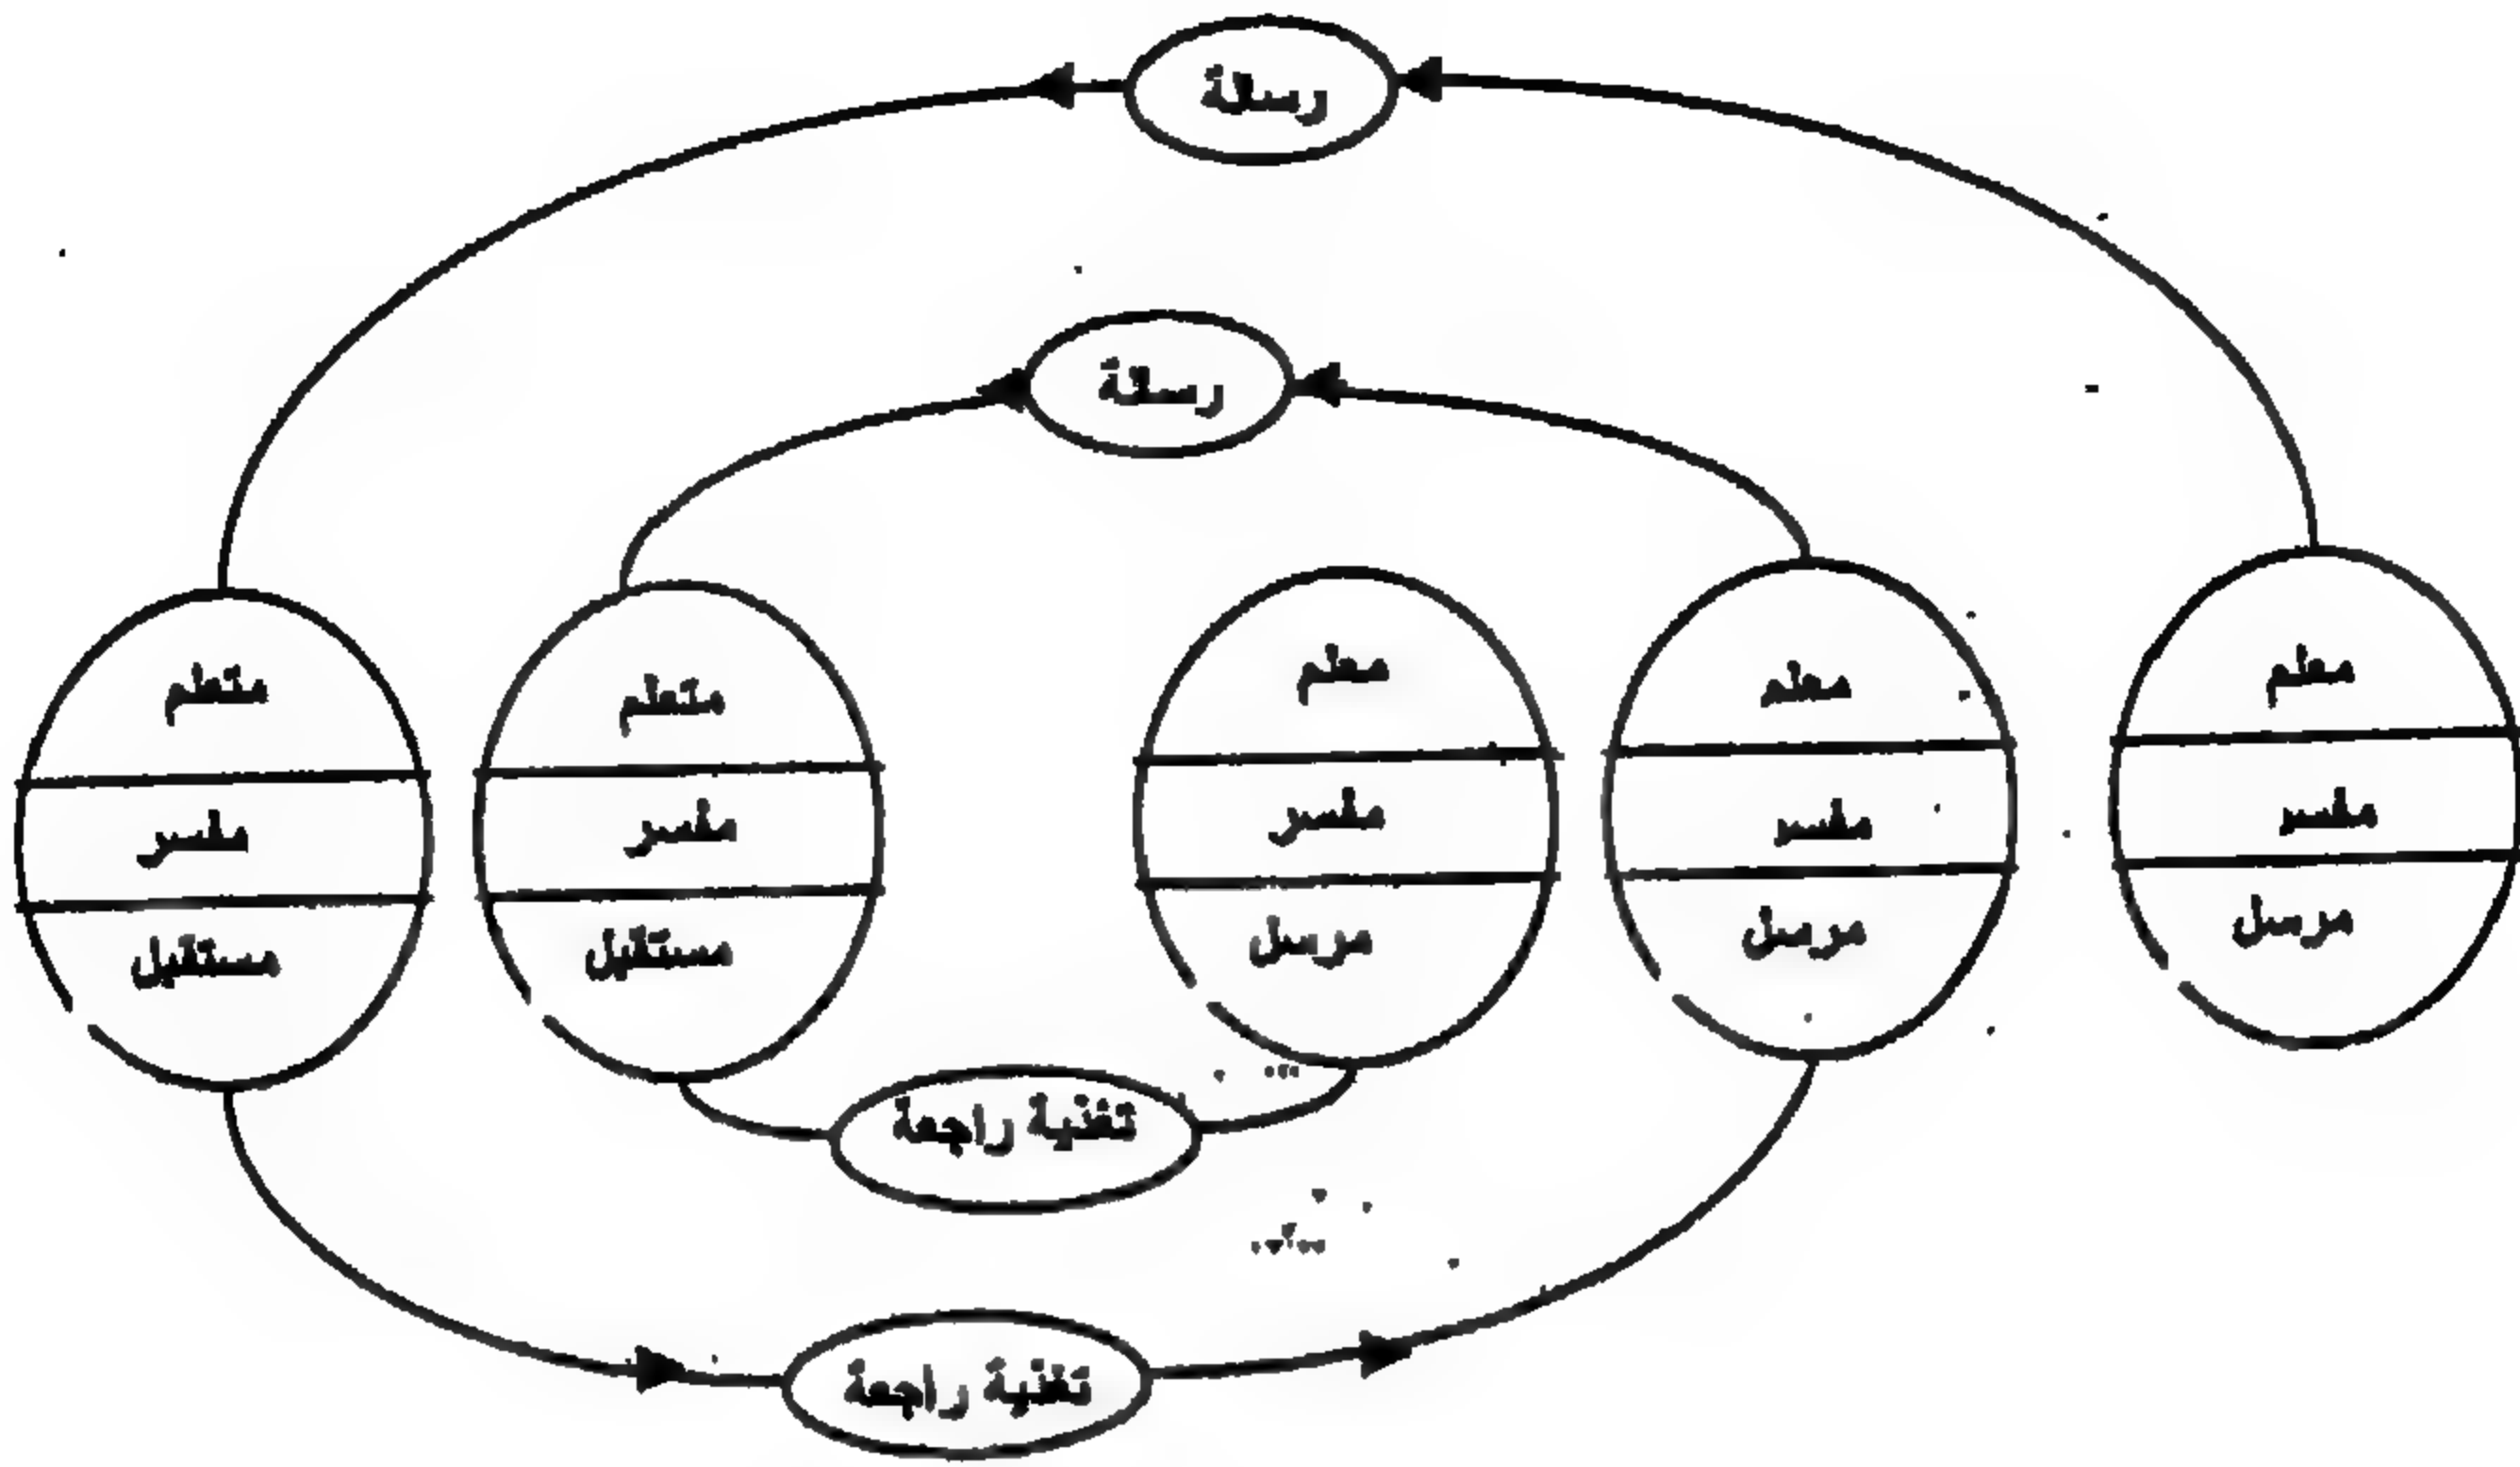 رسالة
رسالة
معلم
مفسر
مرسل
معلم
مفسر
مرسل
معلم
مفسر
مرسل
متعلم
مفسر
مستقبل
متعلم
مفسر
مستقبل
تغذية راجعة
تغذية راجعة